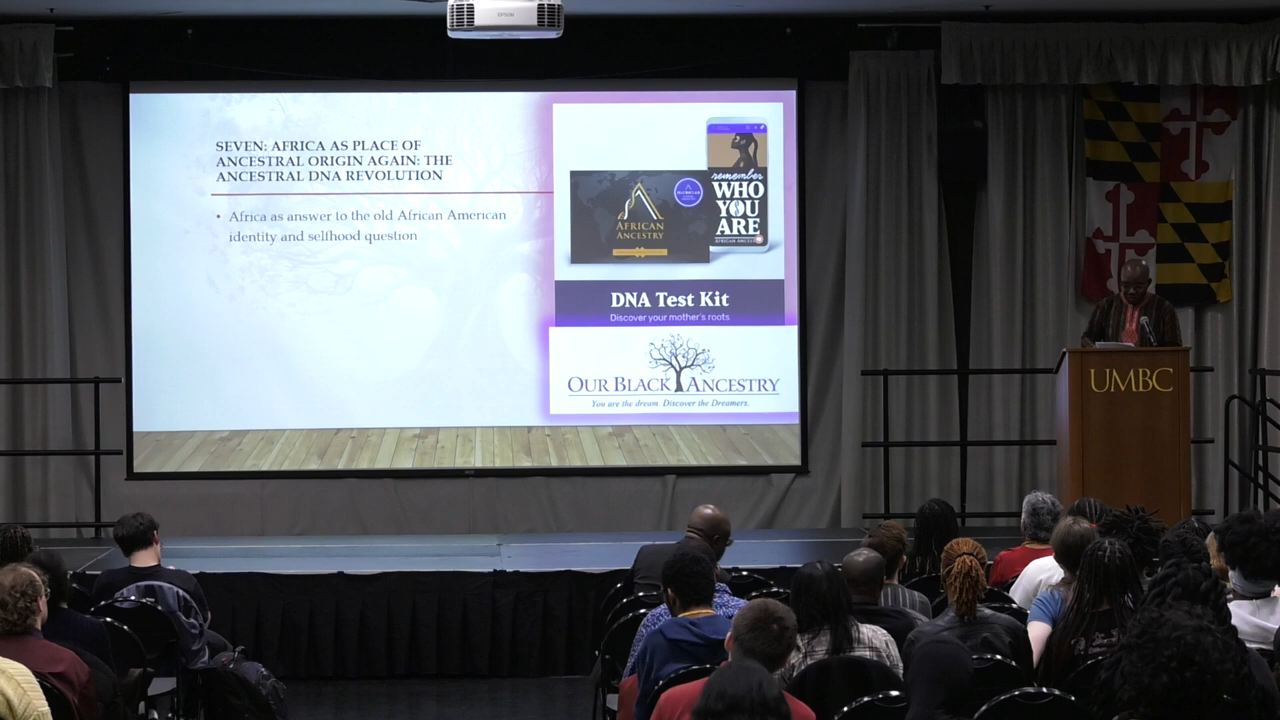 EPSON
SEVEN: AFRICA AS PLACE OF
ANCESTRAL ORIGIN AGAIN: THE
ANCESTRAL DNA REVOLUTION
• Africa as answer to the old African American
identity and selfhood question
remember
WHO
YOU
ARE
AFRICAN
ANCESTRY
DNA Test Kit
Discover your mother's roots
OUR BLACK ANCESTRY
You are the dream. Discover the Dreamers.
UMBC